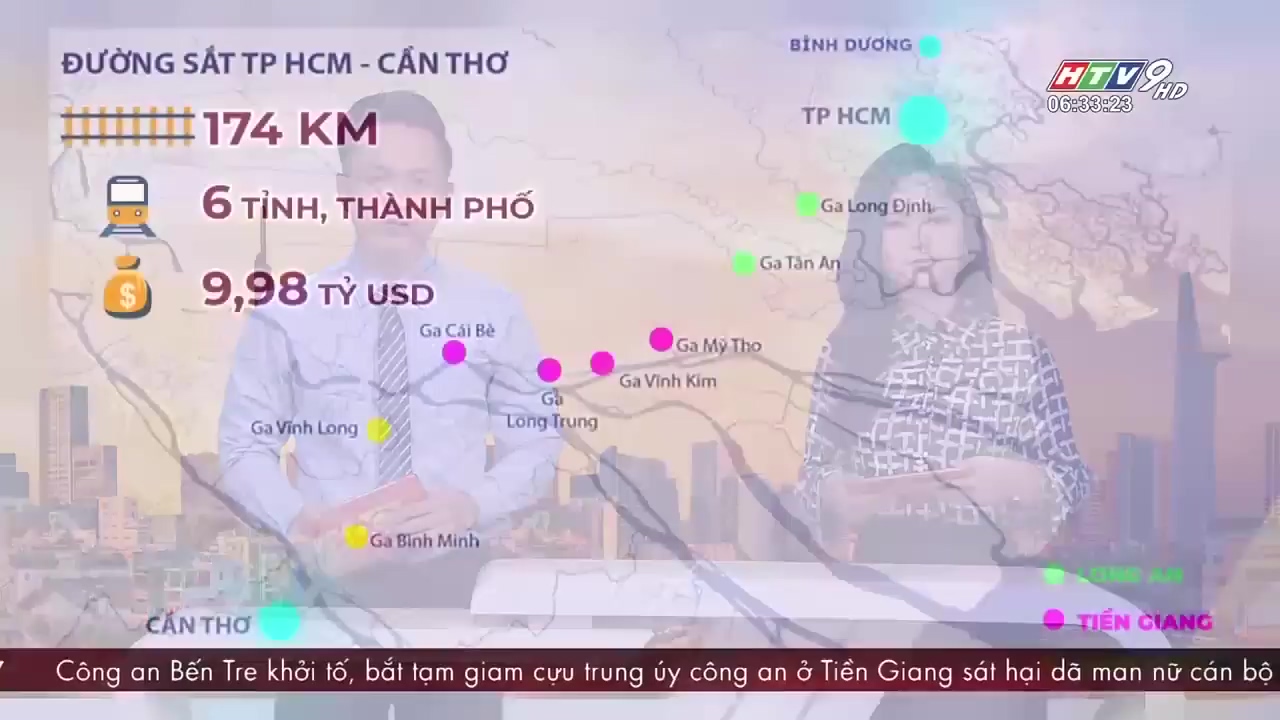 ĐƯỜNG SẮT TP HCM - CẦN THƠ
174 KM
6 TỈNH, THÀNH PHỐ
$
9,98 TỶ USD
BÌNH DƯƠNG
TP HCM
HTV9 HD
06:33:23
Ga Long Định
Ga Tân An
Ga Cái Bè
Ga Mỹ Tho
Ga Vĩnh Kim
Ga
Long Trung
Ga Vĩnh Long
Ga Bình Minh
CẦN THƠ
LONG AN
TIỀN GIANG
Công an Bến Tre khởi tố, bắt tạm giam cựu trung úy công an ở Tiền Giang sát hại dã man nữ cán bộ